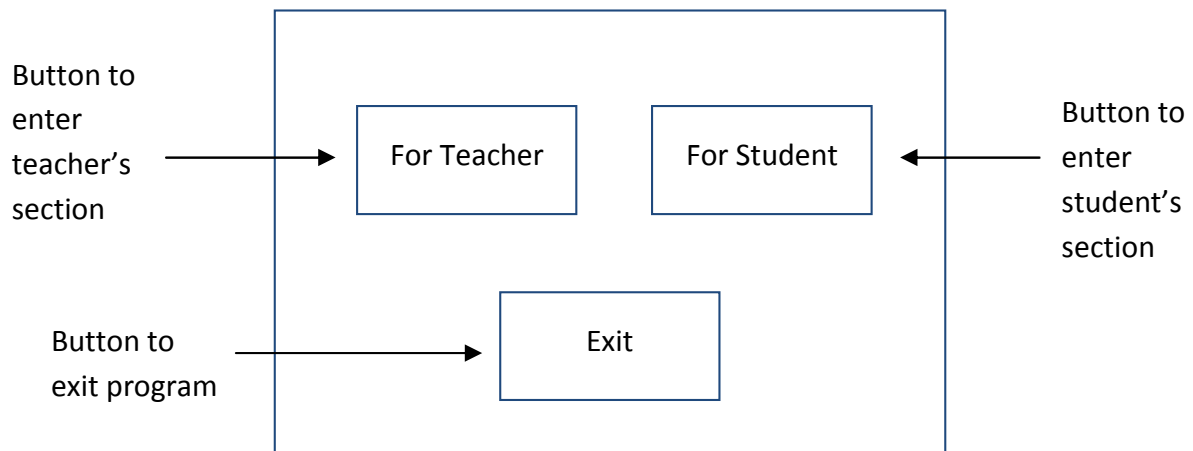 Button to
enter
teacher's
section
For Teacher
For Student
Button to
enter
student's
section
Button to
exit program
Exit